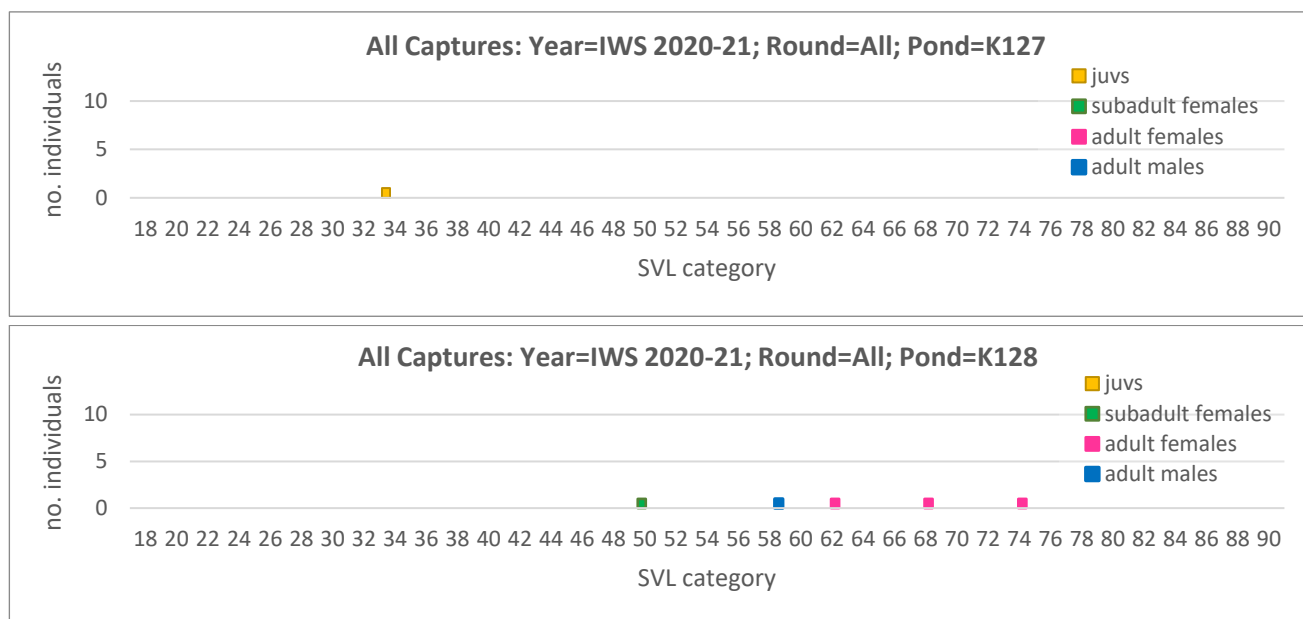 All Captures: Year=IWS 2020-21; Round=All; Pond=K127
no. individuals
juvs
subadult females
adult females
adult males
10
5
0
18 20 22 24 26 28 30 32 34 36 38 40 42 44 46 48 50 52 54 56 58 60 62 64 66 68 70 72 74 76 78 80 82 84 86 88 90
SVL category
All Captures: Year=IWS 2020-21; Round=All; Pond=K128
no. individuals
juvs
subadult females
adult females
adult males
10
5
0
18 20 22 24 26 28 30 32 34 36 38 40 42 44 46 48 50 52 54 56 58 60 62 64 66 68 70 72 74 76 78 80 82 84 86 88 90
SVL category